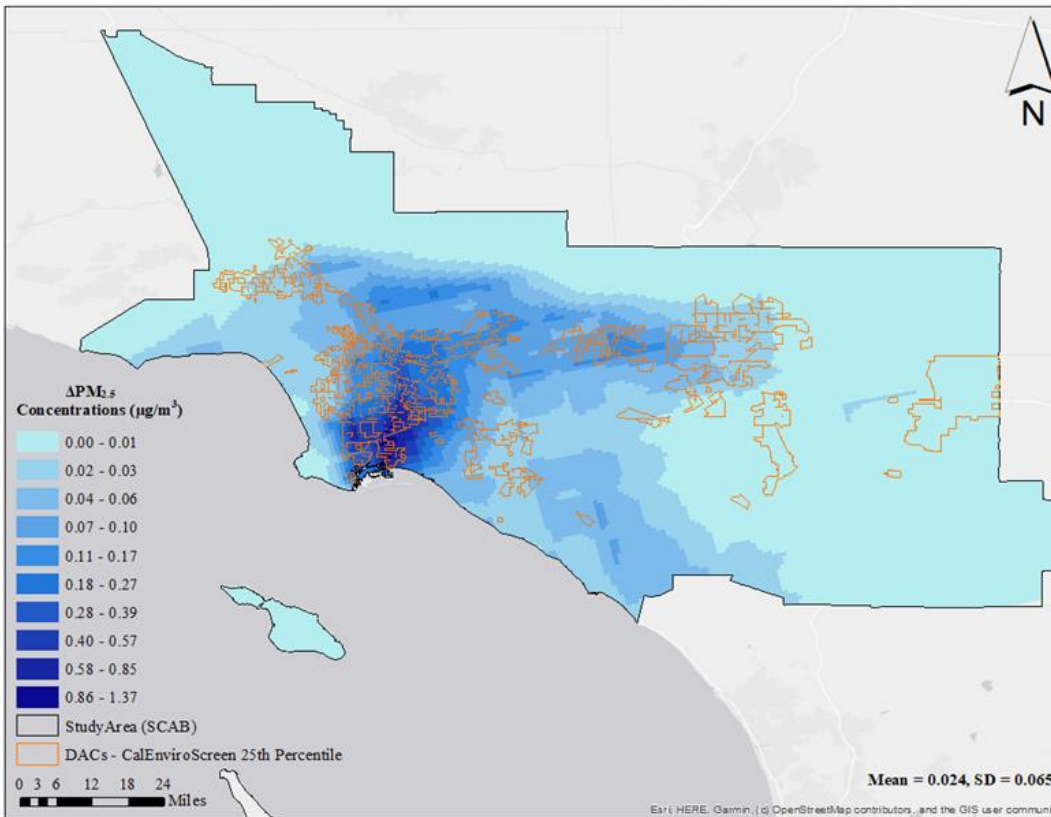 N
ΔPM2.5
Concentrations (µg/m³)
0.00 - 0.01
0.02 - 0.03
0.04 - 0.06
0.07 - 0.10
0.11 - 0.17
0.18 - 0.27
0.28 - 0.39
0.40 - 0.57
0.58 - 0.85
0.86 - 1.37
Study Area (SCAB)
DACs - CalEnviroScreen 25th Percentile
0 3 6 12 18 24
Miles
Mean = 0.024, SD = 0.065
Esri, HERE, Garmin, (c) OpenStreetMap contributors, and the GIS user communi